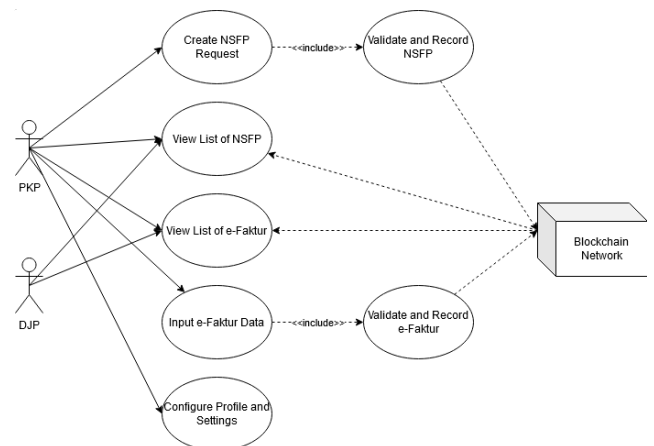 Create NSFP
Request
<<include>>
Validate and Record
NSFP
View List of NSFP
PKP
View List of e-Faktur
Blockchain
Network
DJP
Input e-Faktur Data
<<include>>
Validate and Record
e-Faktur
Configure Profile and
Settings